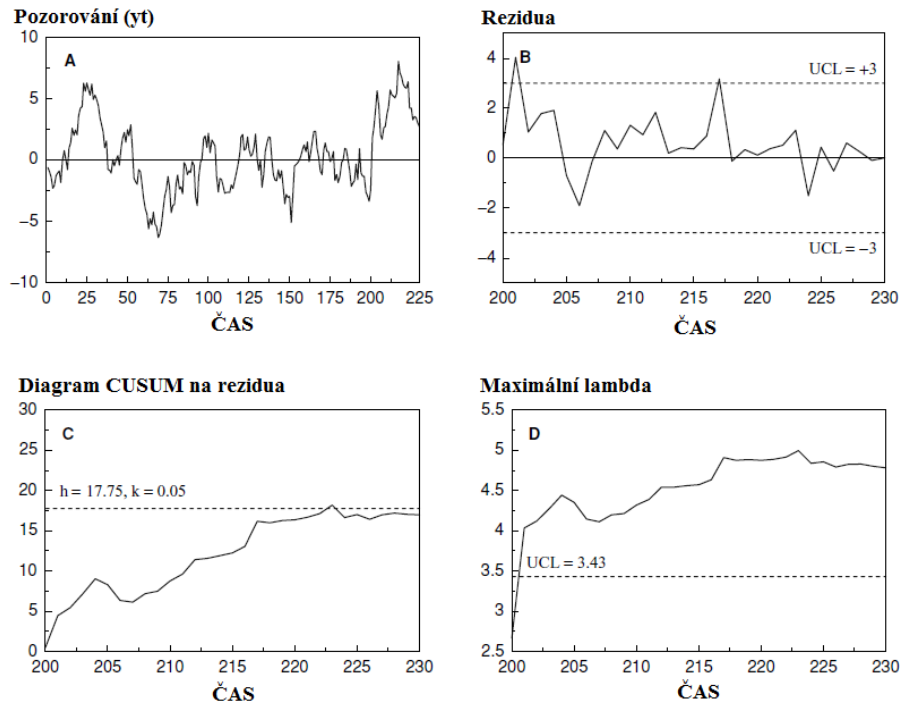 Pozorování (yt)
A
10
5
0
−5
−10
0 25 50 75 100 125 150 175 200 225
ČAS
Rezidua
B
UCL = +3
UCL = −3
4
2
0
−2
−4
200 205 210 215 220 225 230
ČAS
Diagram CUSUM na rezidua
C
h = 17.75, k = 0.05
30
25
20
15
10
5
0
200 205 210 215 220 225 230
ČAS
Maximální lambda
D
UCL = 3.43
5.5
5
4.5
4
3.5
3
2.5
200 205 210 215 220 225 230
ČAS